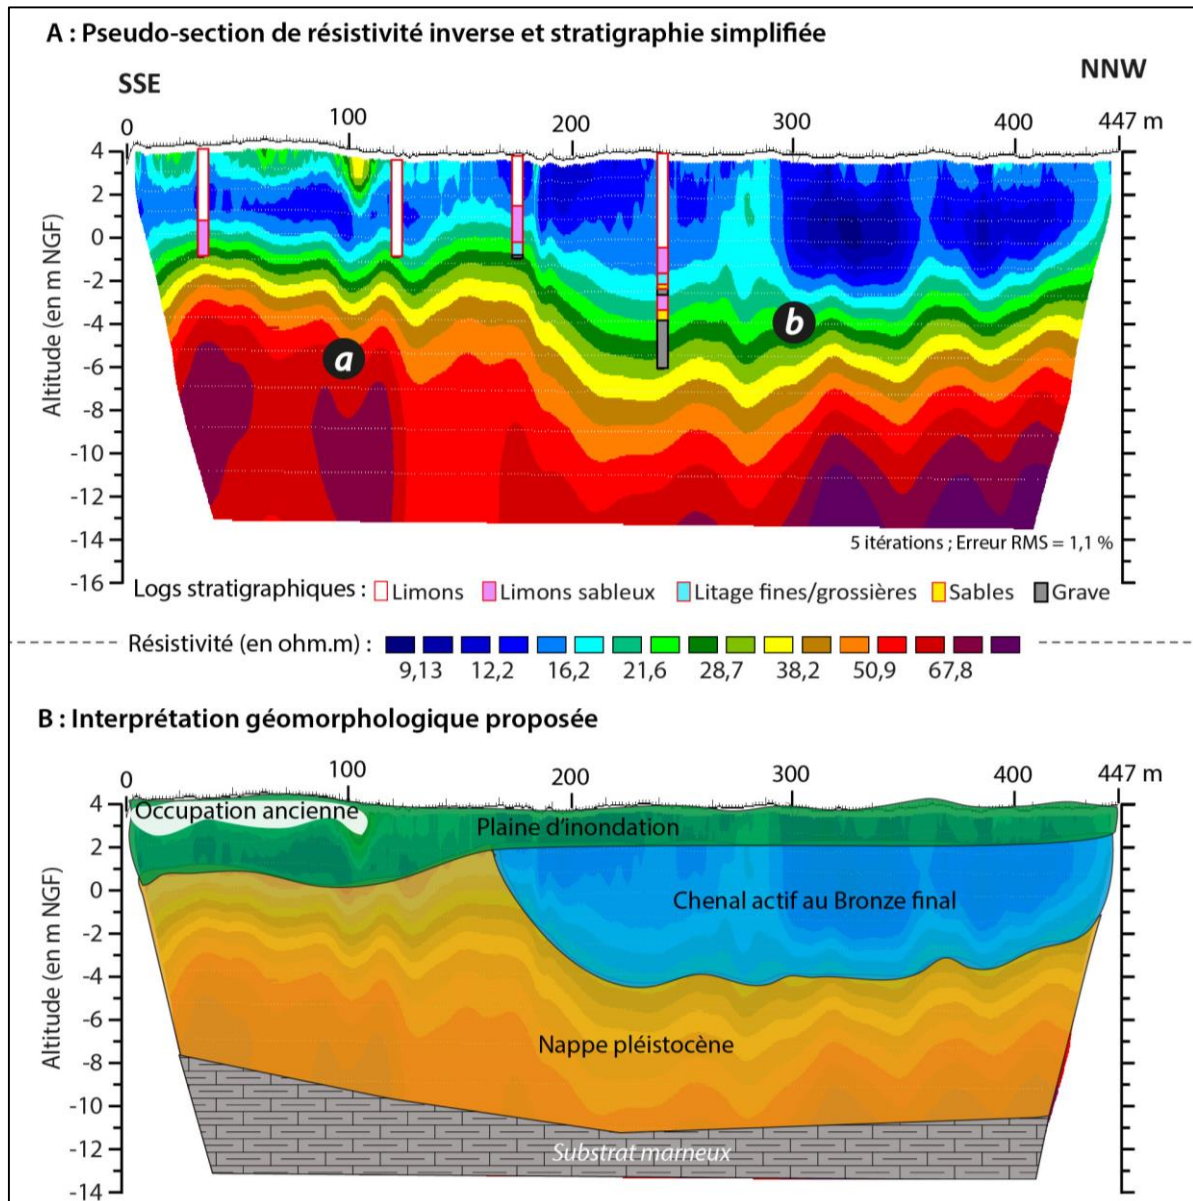 A : Pseudo-section de résistivité inverse et stratigraphie simplifiée
SSE NNW
0 100 200 300 400 447 m
4
2
0
-2
-4
-6
-8
-10
-12
-14
-16
Altitude (en m NGF)
a
b
5 itérations ; Erreur RMS = 1,1 %
Logs stratigraphiques : Limons Limons sableux Litage fines/grossières Sables Grave
Résistivité (en ohm.m) :
9,13 12,2 16,2 21,6 28,7 38,2 50,9 67,8
B : Interprétation géomorphologique proposée
0 100 200 300 400 447 m
4
2
0
-2
-4
-6
-8
-10
-12
-14
Altitude (en m NGF)
Occupation ancienne
Plaine d'inondation
Chenal actif au Bronze final
Nappe pléistocène
Substrat marneux